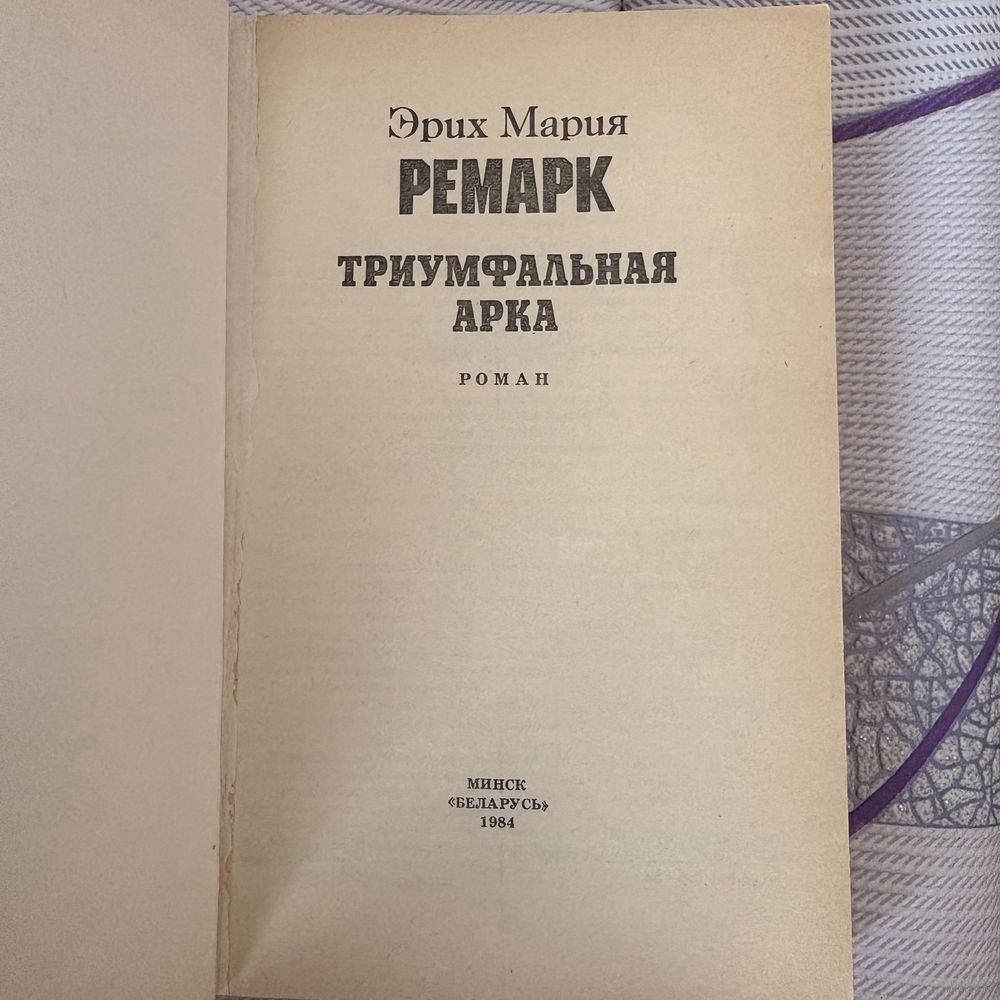 Эрих Мария
РЕМАРК
ТРИУМФАЛЬНАЯ
АРКА
РОМАН
МИНСК
«БЕЛАРУСЬ»
1984